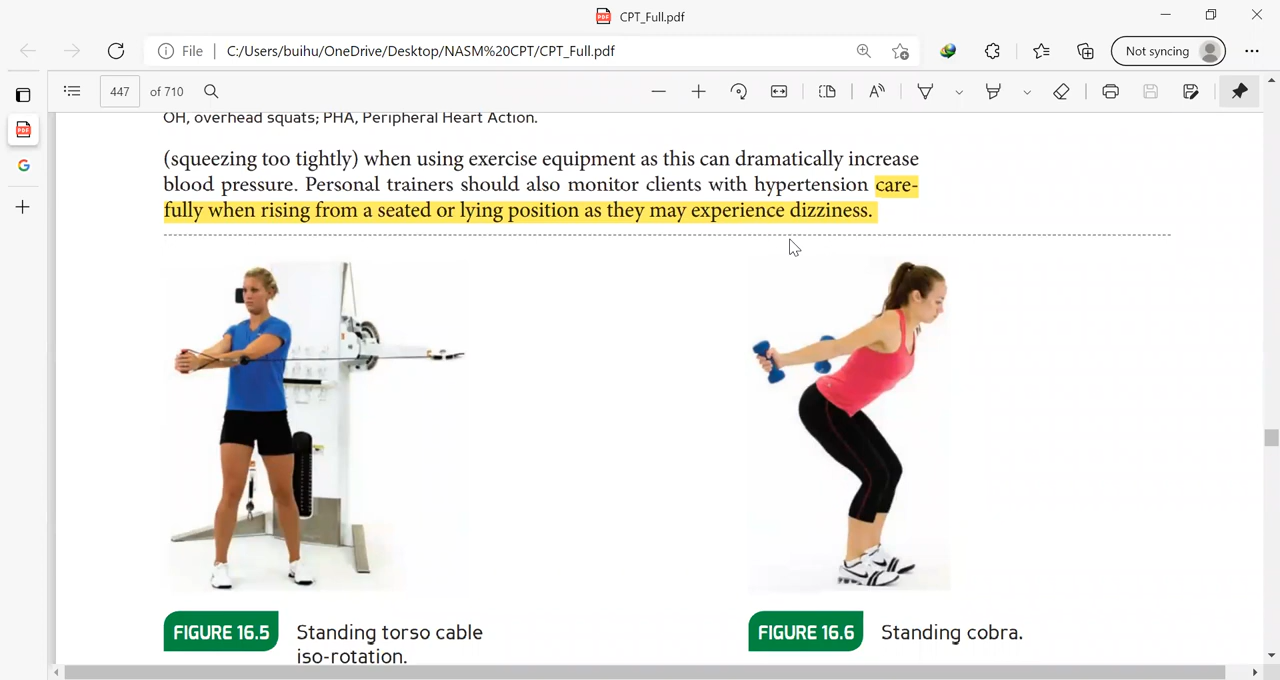 CPT_Full.pdf
File C:/Users/buihu/OneDrive/Desktop/NASM%20CPT/CPT_Full.pdf Not syncing
447 of 710
OH, overhead squats; PHA, Peripheral Heart Action.
(squeezing too tightly) when using exercise equipment as this can dramatically increase
blood pressure. Personal trainers should also monitor clients with hypertension care-
fully when rising from a seated or lying position as they may experience dizziness.
FIGURE 16.5 Standing torso cable
iso-rotation.
FIGURE 16.6 Standing cobra.